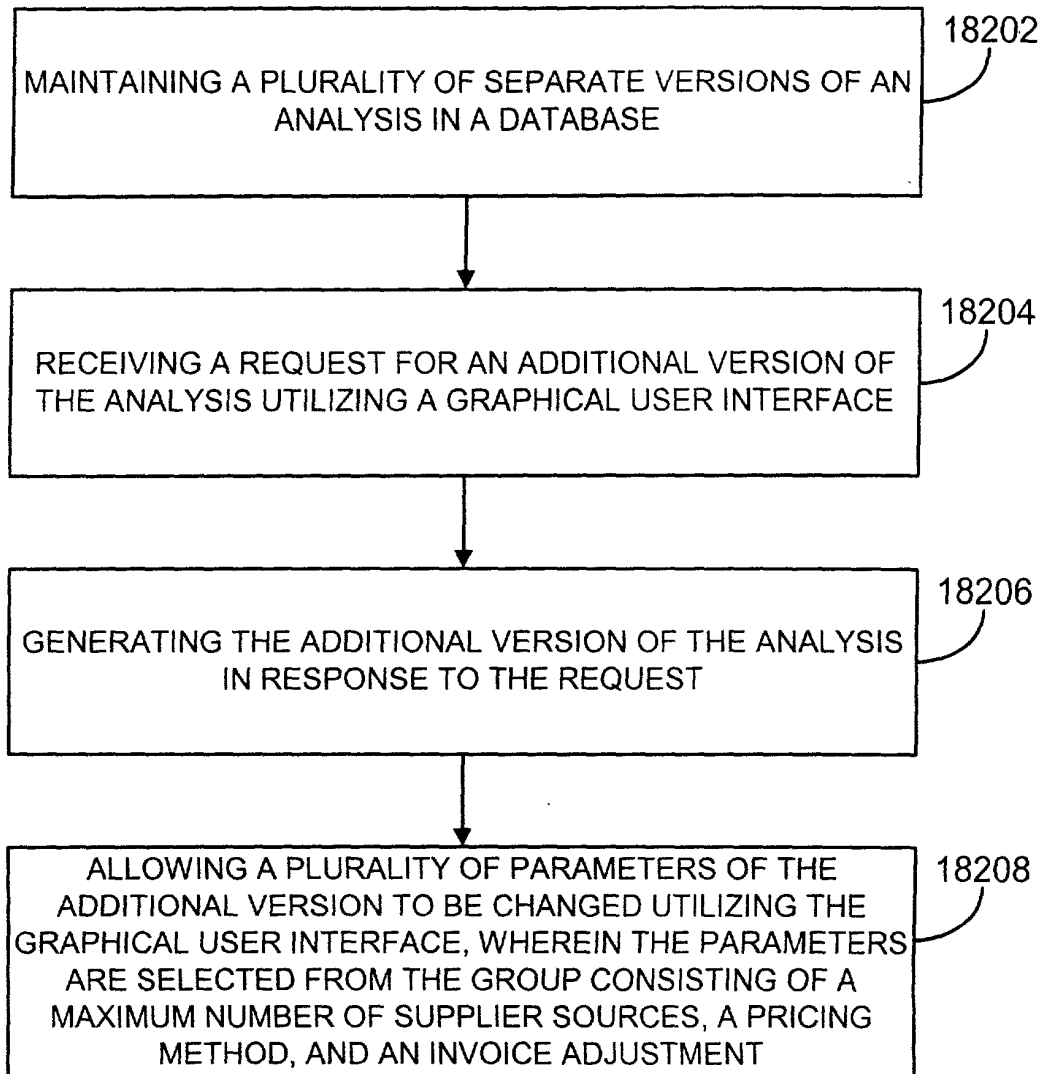 18202
MAINTAINING A PLURALITY OF SEPARATE VERSIONS OF AN
ANALYSIS IN A DATABASE
18204
RECEIVING A REQUEST FOR AN ADDITIONAL VERSION OF
THE ANALYSIS UTILIZING A GRAPHICAL USER INTERFACE
18206
GENERATING THE ADDITIONAL VERSION OF THE ANALYSIS
IN RESPONSE TO THE REQUEST
18208
ALLOWING A PLURALITY OF PARAMETERS OF THE
ADDITIONAL VERSION TO BE CHANGED UTILIZING THE
GRAPHICAL USER INTERFACE, WHEREIN THE PARAMETERS
ARE SELECTED FROM THE GROUP CONSISTING OF A
MAXIMUM NUMBER OF SUPPLIER SOURCES, A PRICING
METHOD, AND AN INVOICE ADJUSTMENT